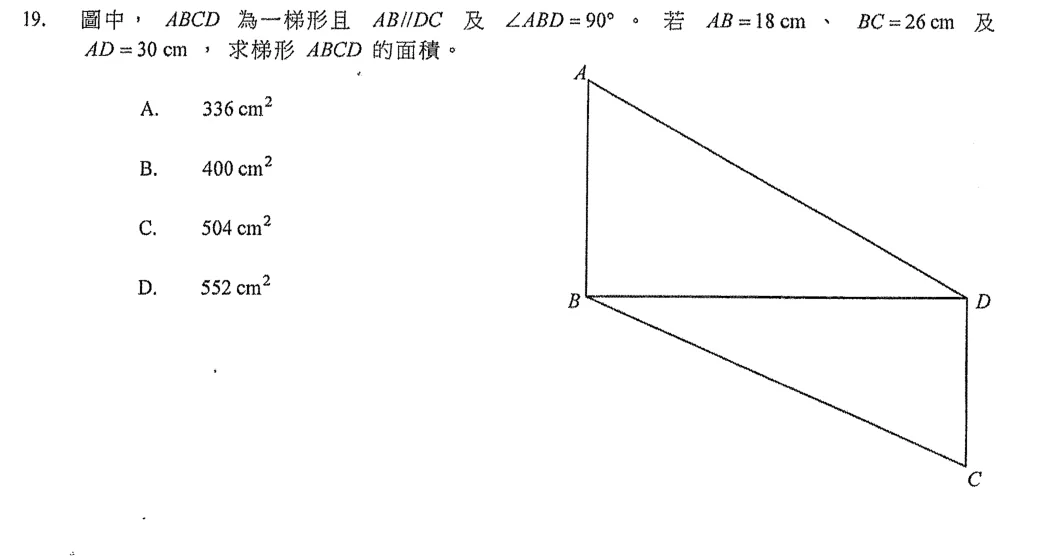 19. 圖中，ABCD 為一梯形且 AB//DC 及 ∠ABD = 90° 。 若 AB = 18 cm 、 BC = 26 cm 及
AD = 30 cm ，求梯形 ABCD 的面積。
A
A. 336 cm²
B. 400 cm²
C. 504 cm²
D. 552 cm²
B
D
C